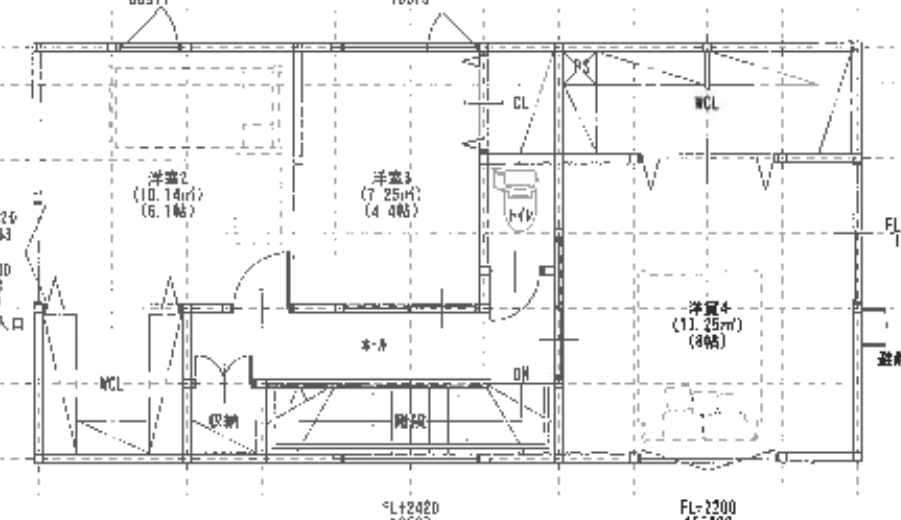 PS
CL
WCL
洋室2
(10.14㎡)
(6.1帖)
洋室3
(7.25㎡)
(4.4帖)
トイレ
FL
洋室4
(13.25㎡)
(8帖)
入口
ホール
DN
WCL
収納
階段
FL+2420
FL+2200